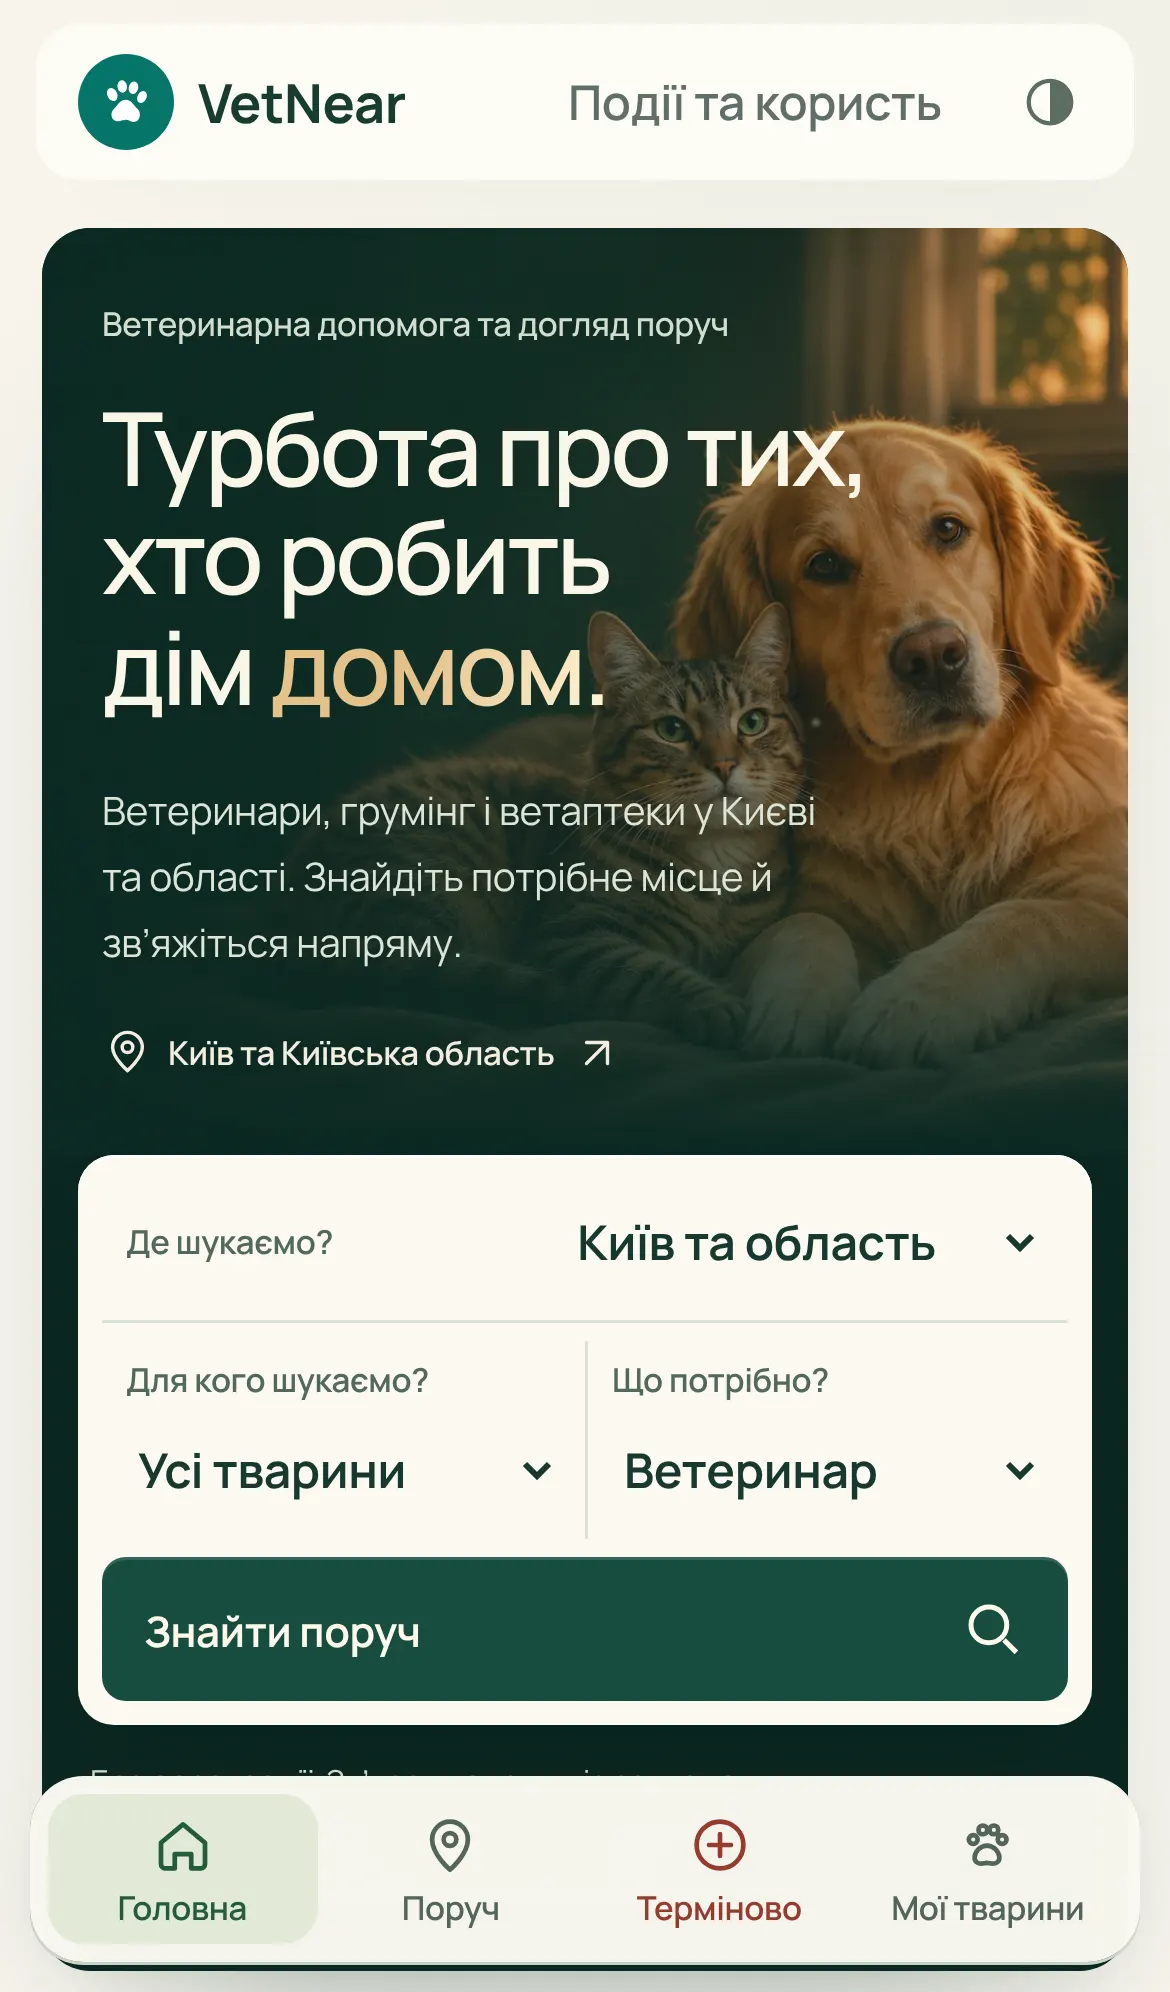 VetNear
Події та користь
Ветеринарна допомога та догляд поруч
Турбота про тих,
хто робить
дім домом.
Ветеринари, грумінг і ветаптеки у Києві
та області. Знайдіть потрібне місце й
зв’яжіться напряму.
Київ та Київська область
Де шукаємо?
Київ та область
Для кого шукаємо?
Усі тварини
Що потрібно?
Ветеринар
Знайти поруч
Головна
Поруч
Терміново
Мої тварини